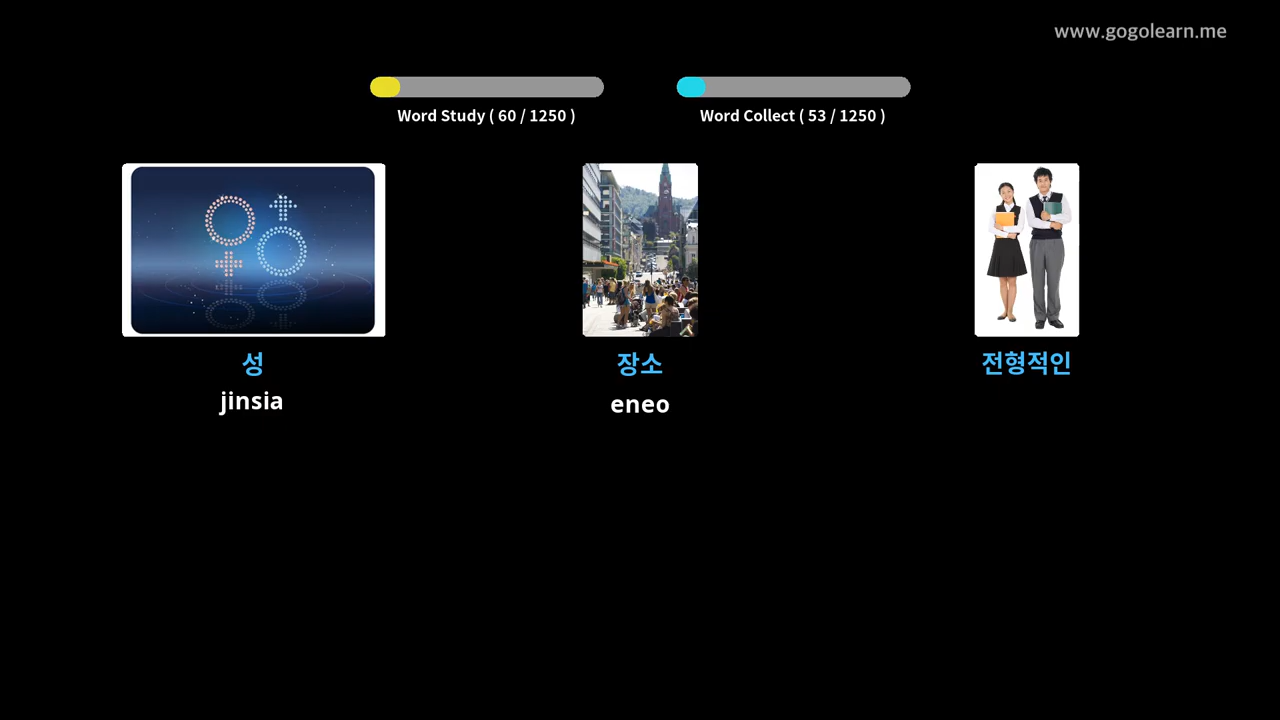 www.gogolearn.me
Word Study ( 60 / 1250 )
Word Collect ( 53 / 1250 )
성
장소
전형적인
jinsia
eneo